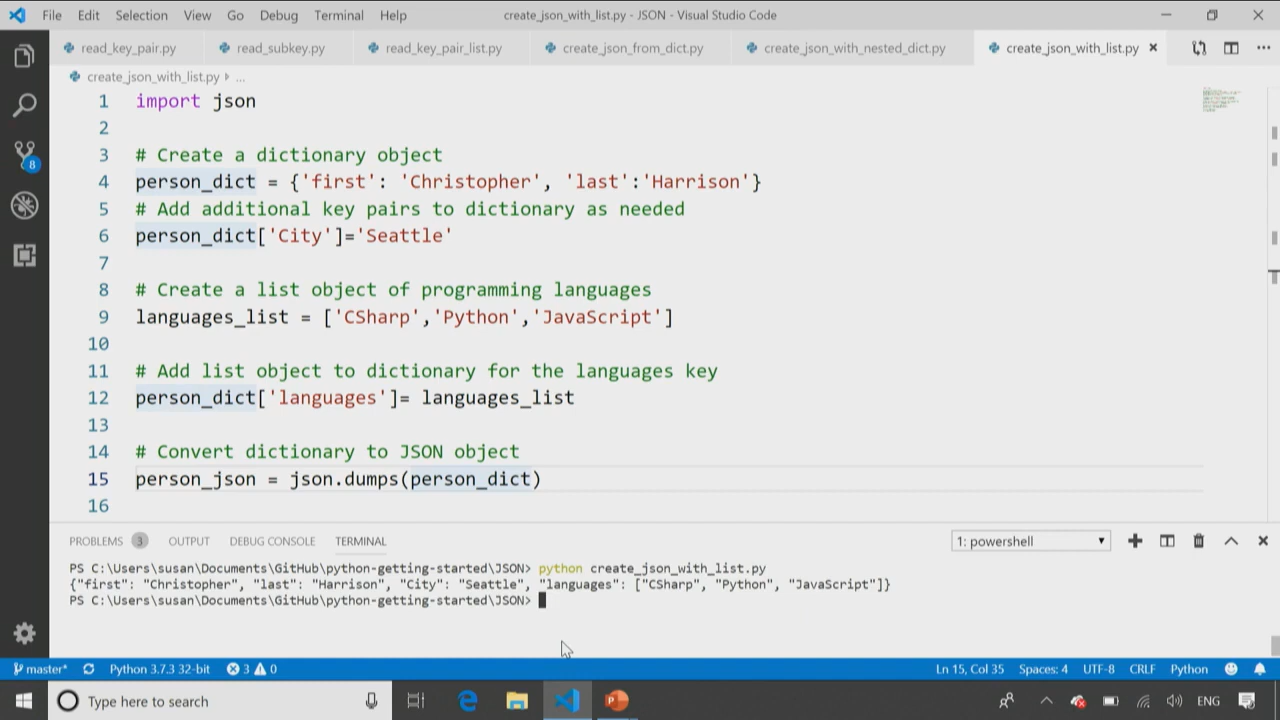 File Edit Selection View Go Debug Terminal Help create_json_with_list.py - JSON - Visual Studio Code
read_key_pair.py read_subkey.py read_key_pair_list.py create_json_from_dict.py create_json_with_nested_dict.py create_json_with_list.py
create_json_with_list.py ...
1 import json
2
3 # Create a dictionary object
4 person_dict = {'first': 'Christopher', 'last':'Harrison'}
5 # Add additional key pairs to dictionary as needed
6 person_dict['City']='Seattle'
7
8 # Create a list object of programming languages
9 languages_list = ['CSharp','Python','JavaScript']
10
11 # Add list object to dictionary for the languages key
12 person_dict['languages']= languages_list
13
14 # Convert dictionary to JSON object
15 person_json = json.dumps(person_dict)
16
8
PROBLEMS 3 OUTPUT DEBUG CONSOLE TERMINAL 1: powershell
PS C:\Users\susan\Documents\GitHub\python-getting-started\JSON> python create_json_with_list.py
{"first": "Christopher", "last": "Harrison", "City": "Seattle", "languages": ["CSharp", "Python", "JavaScript"]}
PS C:\Users\susan\Documents\GitHub\python-getting-started\JSON>
master* Python 3.7.3 32-bit 3 0 Ln 15, Col 35 Spaces: 4 UTF-8 CRLF Python
Type here to search ENG